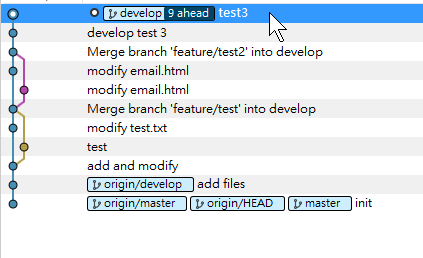 develop 9 ahead test3
develop test 3
Merge branch 'feature/test2' into develop
modify email.html
modify email.html
Merge branch 'feature/test' into develop
modify test.txt
test
add and modify
origin/develop add files
origin/master origin/HEAD master init